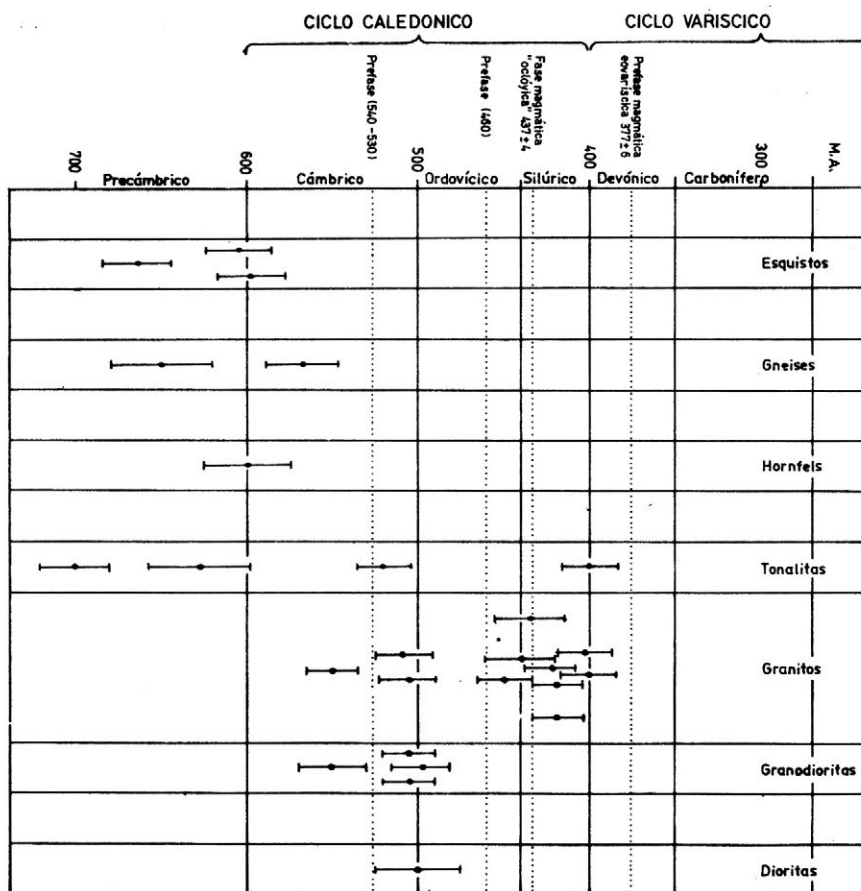 CICLO CALEDONICO
CICLO VARISCICO
Prefase (540-530)
Prefase (480)
Fase magmática
"oclóyica" 437±4
Prefase magmática
eovariscica 377±6
700
600
500
400
300
M.A.
Precámbrico
Cámbrico
Ordovícico
Silúrico
Devónico
Carbonífero
Esquistos
Gneises
Hornfels
Tonalitas
Granitos
Granodioritas
Dioritas